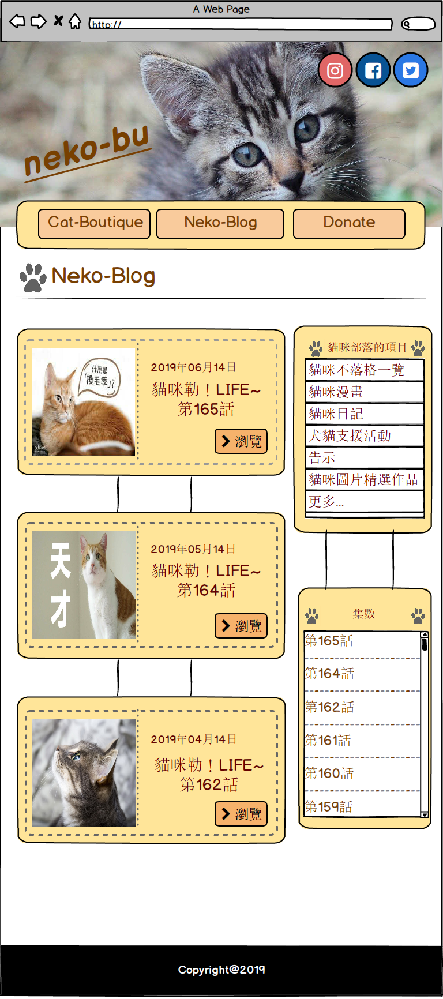 A Web Page
http://
neko-bu
Cat-Boutique
Neko-Blog
Donate
Neko-Blog
什麼是
「換毛季」?
2019年06月14日
貓咪勒！LIFE~
第165話
瀏覽
天
才
2019年05月14日
貓咪勒！LIFE~
第164話
瀏覽
2019年04月14日
貓咪勒！LIFE~
第162話
瀏覽
貓咪部落的項目
貓咪不落格一覽
貓咪漫畫
貓咪日記
犬貓支援活動
告示
貓咪圖片精選作品
更多...
集數
第165話
第164話
第162話
第161話
第160話
第159話
Copyright@2019